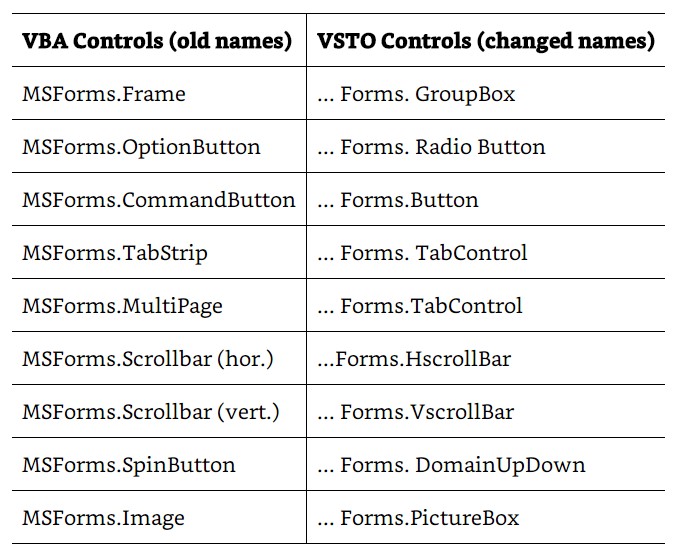 VBA Controls (old names) VSTO Controls (changed names)
MSForms.Frame ... Forms. GroupBox
MSForms.OptionButton ... Forms. Radio Button
MSForms.CommandButton ... Forms.Button
MSForms.TabStrip ... Forms. TabControl
MSForms.MultiPage ... Forms.TabControl
MSForms.Scrollbar (hor.) ...Forms.HscrollBar
MSForms.Scrollbar (vert.) ... Forms.VscrollBar
MSForms.SpinButton ... Forms. DomainUpDown
MSForms.Image ... Forms.PictureBox